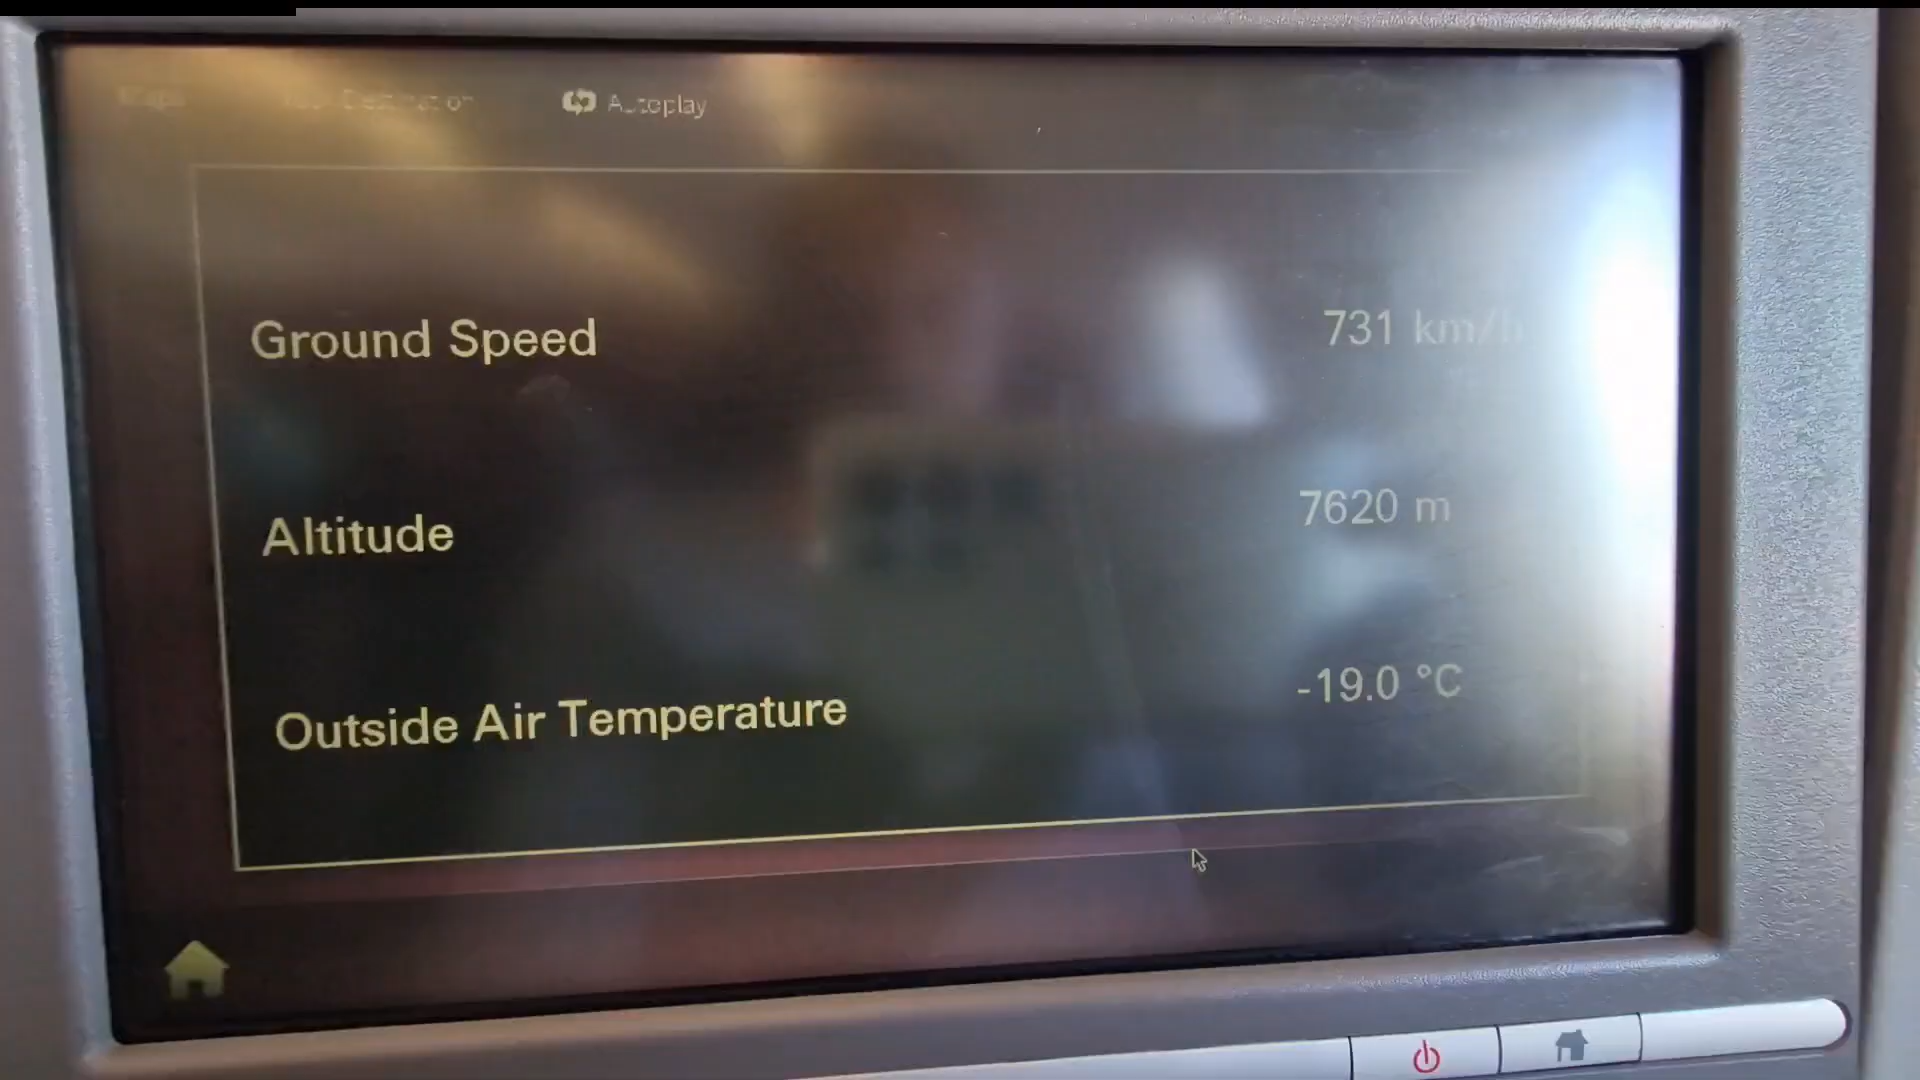 Autoplay
Ground Speed 731 km/h
Altitude 7620 m
Outside Air Temperature -19.0 °C